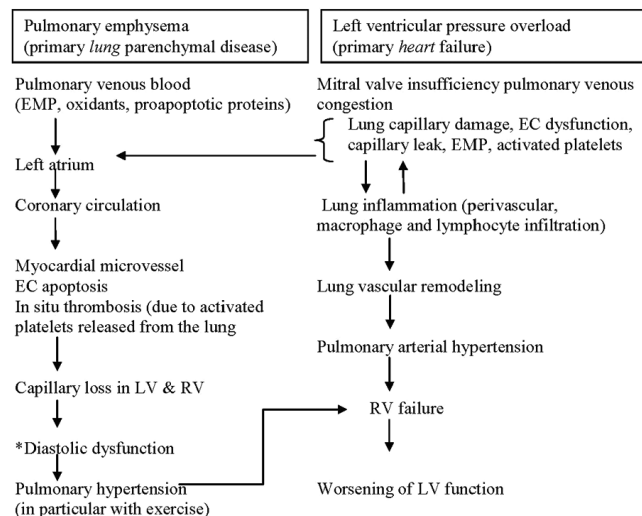 Pulmonary emphysema
(primary lung parenchymal disease)
Pulmonary venous blood
(EMP, oxidants, proapoptotic proteins)
Left atrium
Coronary circulation
Myocardial microvessel
EC apoptosis
In situ thrombosis (due to activated
platelets released from the lung
Capillary loss in LV & RV
*Diastolic dysfunction
Pulmonary hypertension
(in particular with exercise)
Left ventricular pressure overload
(primary heart failure)
Mitral valve insufficiency pulmonary venous
congestion
Lung capillary damage, EC dysfunction,
capillary leak, EMP, activated platelets
Lung inflammation (perivascular,
macrophage and lymphocyte infiltration)
Lung vascular remodeling
Pulmonary arterial hypertension
RV failure
Worsening of LV function